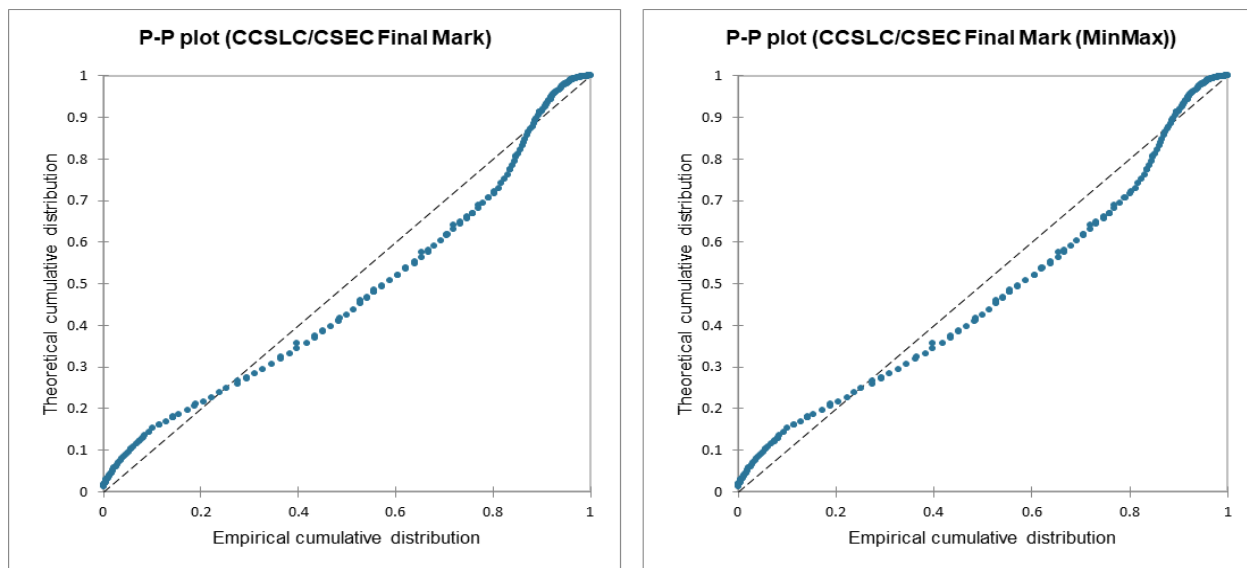 P-P plot (CCSLC/CSEC Final Mark)
1
0.9
0.8
0.7
0.6
0.5
0.4
0.3
0.2
0.1
0
Theoretical cumulative distribution
0 0.2 0.4 0.6 0.8 1
Empirical cumulative distribution
P-P plot (CCSLC/CSEC Final Mark (MinMax))
1
0.9
0.8
0.7
0.6
0.5
0.4
0.3
0.2
0.1
0
Theoretical cumulative distribution
0 0.2 0.4 0.6 0.8 1
Empirical cumulative distribution